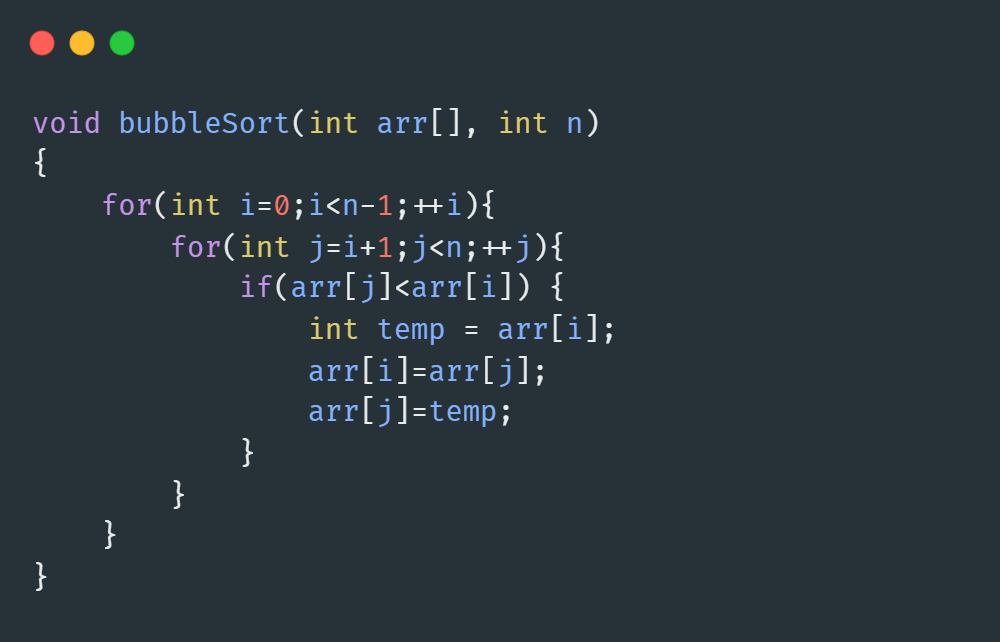 void bubbleSort(int arr[], int n)
{
    for(int i=0;i<n-1;++i){
        for(int j=i+1;j<n;++j){
            if(arr[j]<arr[i]) {
                int temp = arr[i];
                arr[i]=arr[j];
                arr[j]=temp;
            }
        }
    }
}